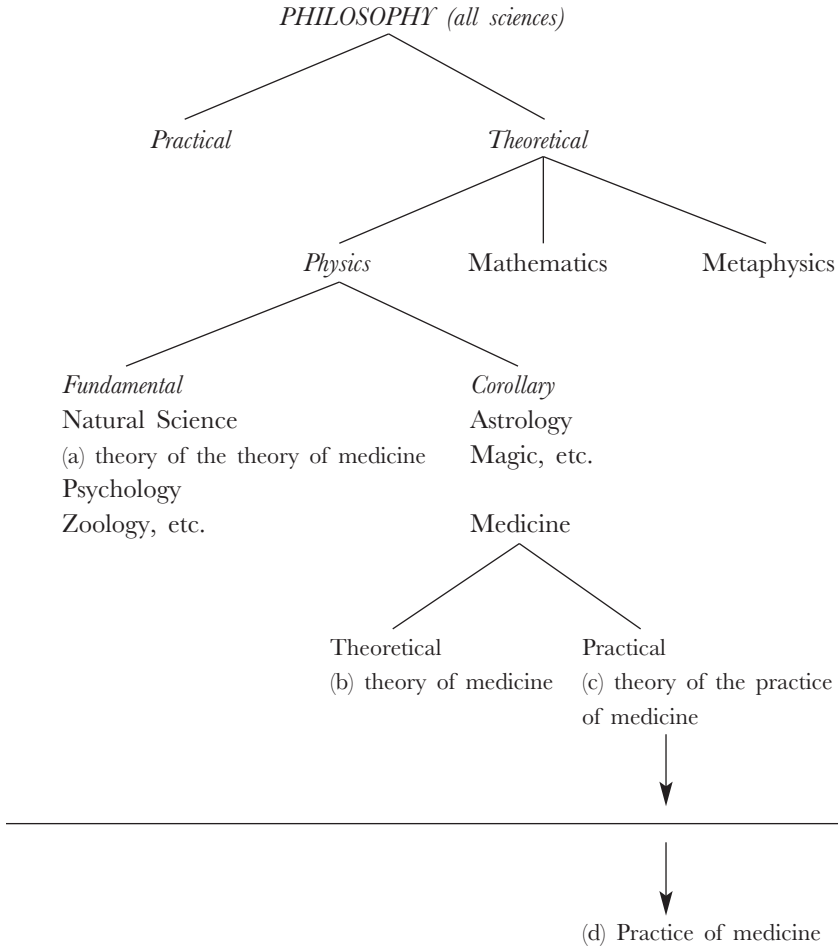 PHILOSOPHY (all sciences)
Practical
Theoretical
Physics
Mathematics
Metaphysics
Fundamental
Natural Science
(a) theory of the theory of medicine
Psychology
Zoology, etc.
Corollary
Astrology
Magic, etc.
Medicine
Theoretical
(b) theory of medicine
Practical
(c) theory of the practice
of medicine
(d) Practice of medicine